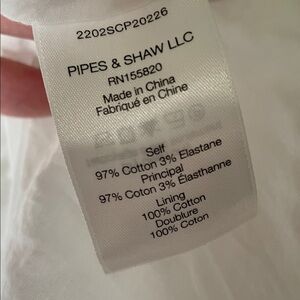 2202SCP20226
PIPES & SHAW LLC
RN155820
Made in China
Fabriqué en Chine
Self
97% Cotton 3% Elastane
Principal
97% Coton 3% Élasthanne
Lining
100% Cotton
Doublure
100% Coton